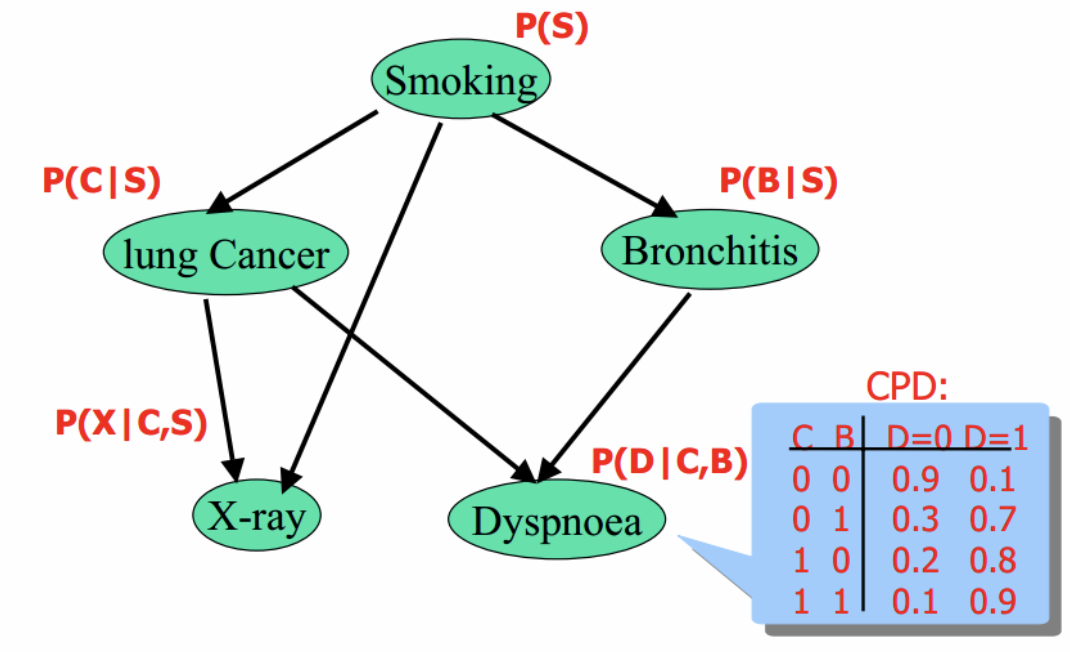 P(S)
Smoking
P(C|S)
P(B|S)
lung Cancer
Bronchitis
P(X|C,S)
P(D|C,B)
X-ray
Dyspnoea
CPD:
C B D=0 D=1
0 0 0.9 0.1
0 1 0.3 0.7
1 0 0.2 0.8
1 1 0.1 0.9